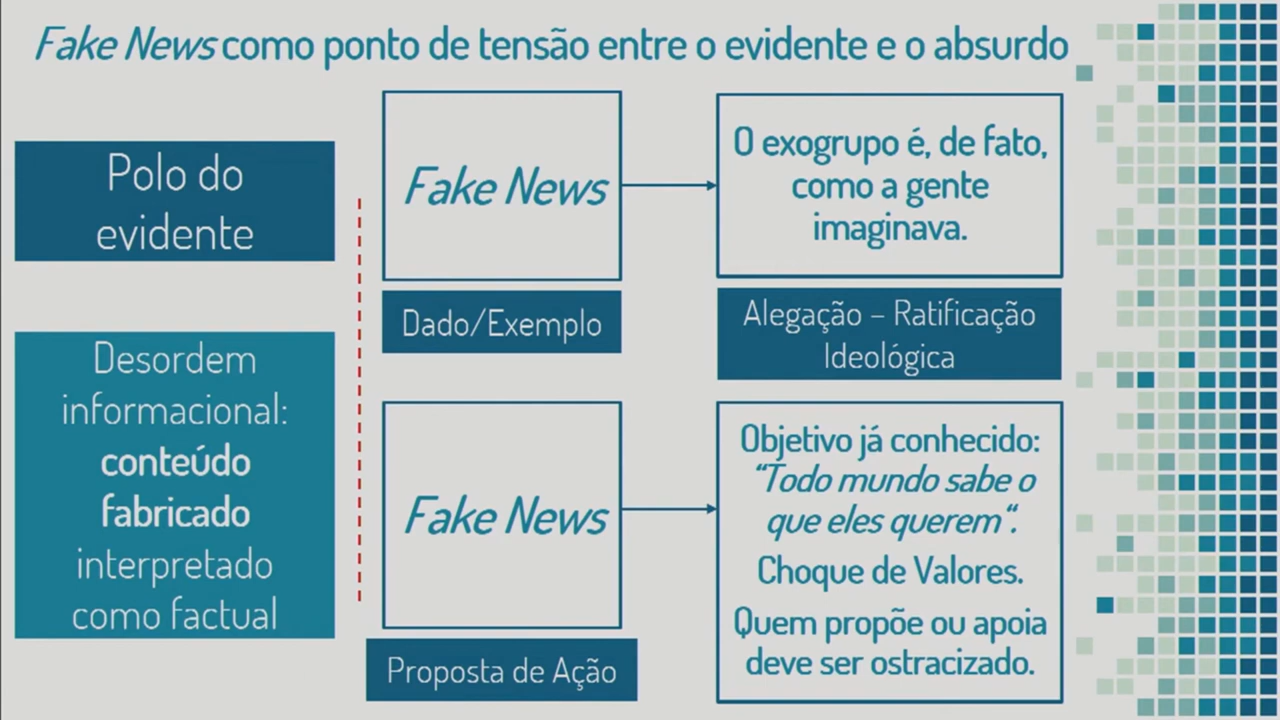 Fake News como ponto de tensão entre o evidente e o absurdo
Polo do
evidente
Desordem
informacional:
conteúdo
fabricado
interpretado
como factual
Fake News
Dado/Exemplo
O exogrupo é, de fato,
como a gente
imaginava.
Alegação – Ratificação
Ideológica
Fake News
Proposta de Ação
Objetivo já conhecido:
“Todo mundo sabe o
que eles querem“.
Choque de Valores.
Quem propõe ou apoia
deve ser ostracizado.